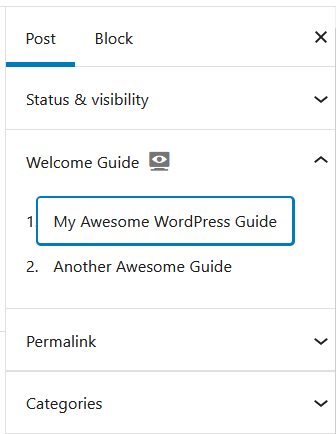 Post Block
Status & visibility
Welcome Guide
1. My Awesome WordPress Guide
2. Another Awesome Guide
Permalink
Categories